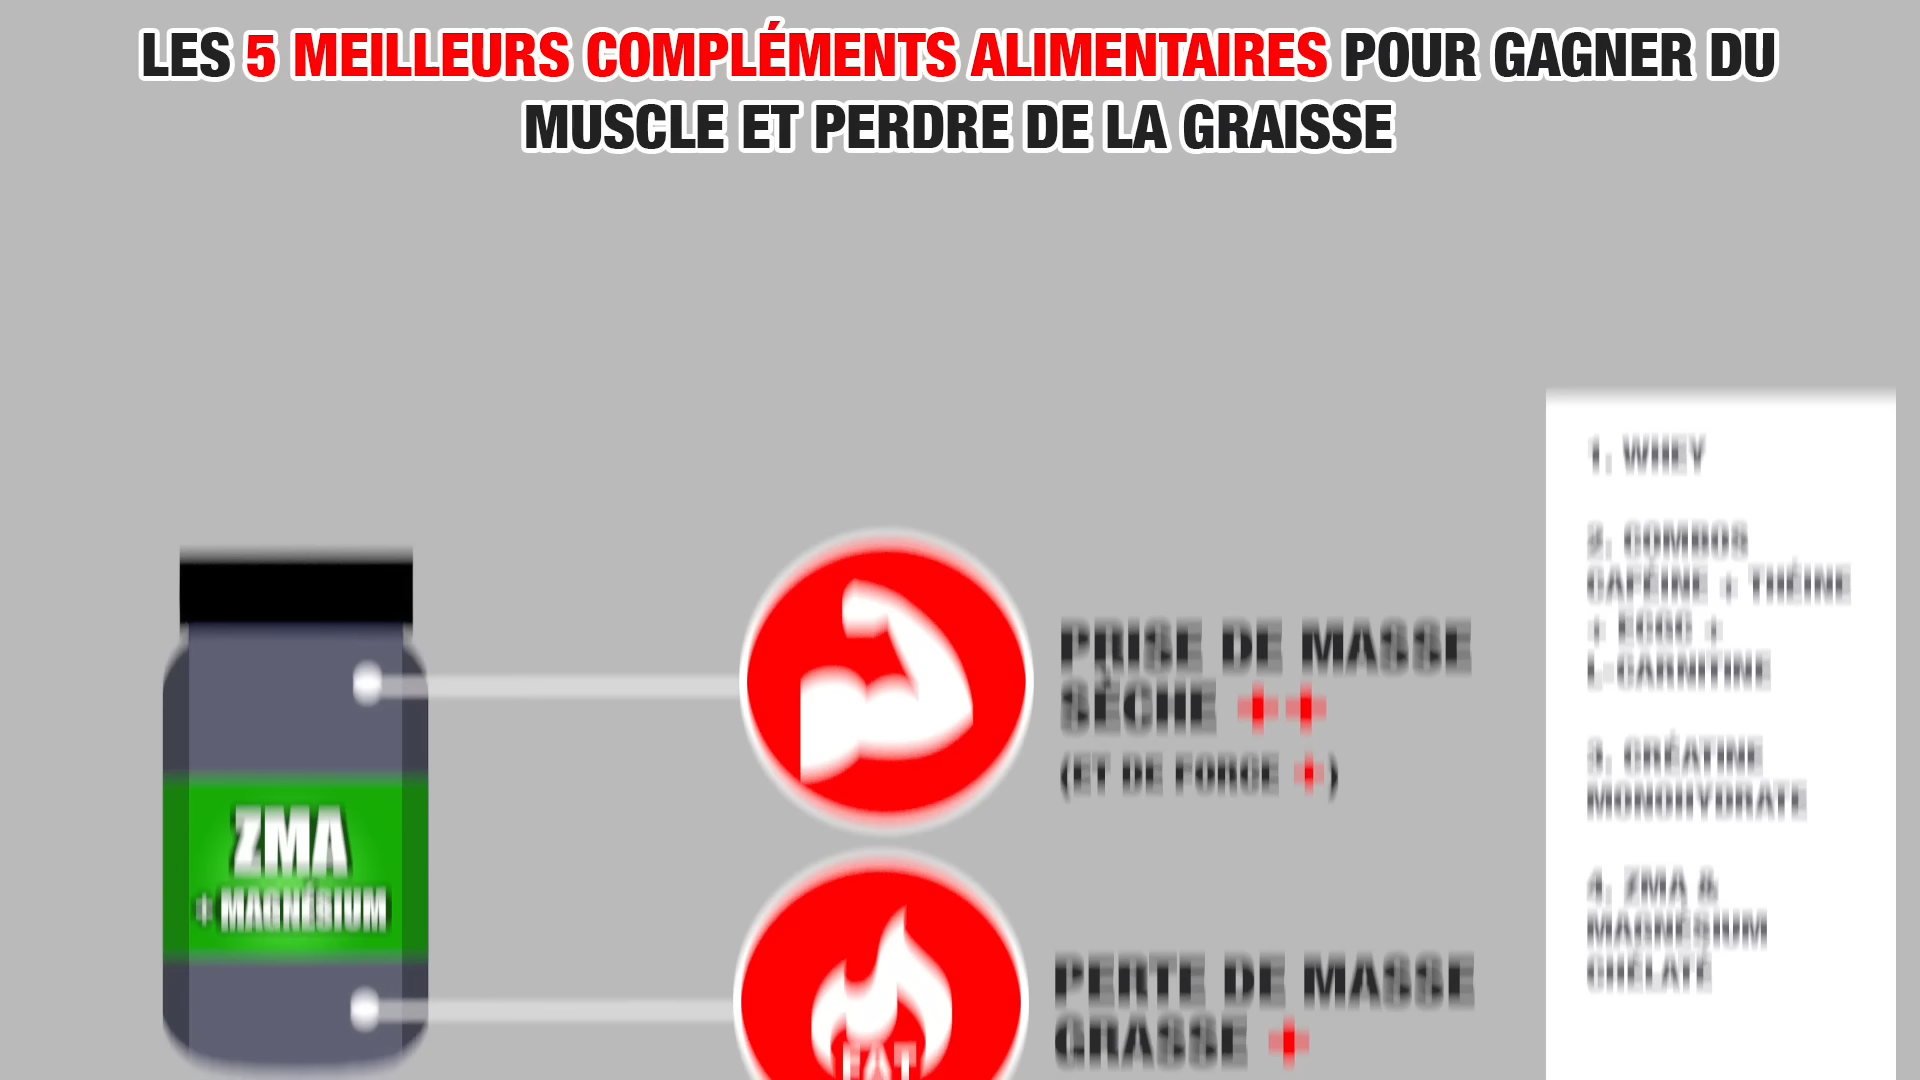 LES 5 MEILLEURS COMPLÉMENTS ALIMENTAIRES POUR GAGNER DU
MUSCLE ET PERDRE DE LA GRAISSE
ZMA
+ MAGNÉSIUM
PRISE DE MASSE
SÈCHE ++
(ET DE FORCE +)
PERTE DE MASSE
GRASSE +
FAT
1. WHEY
2. COMBOS
CAFÉINE + THÉINE
+ EGCG +
L-CARNITINE
3. CRÉATINE
MONOHYDRATE
4. ZMA &
MAGNÉSIUM
CHÉLATÉ